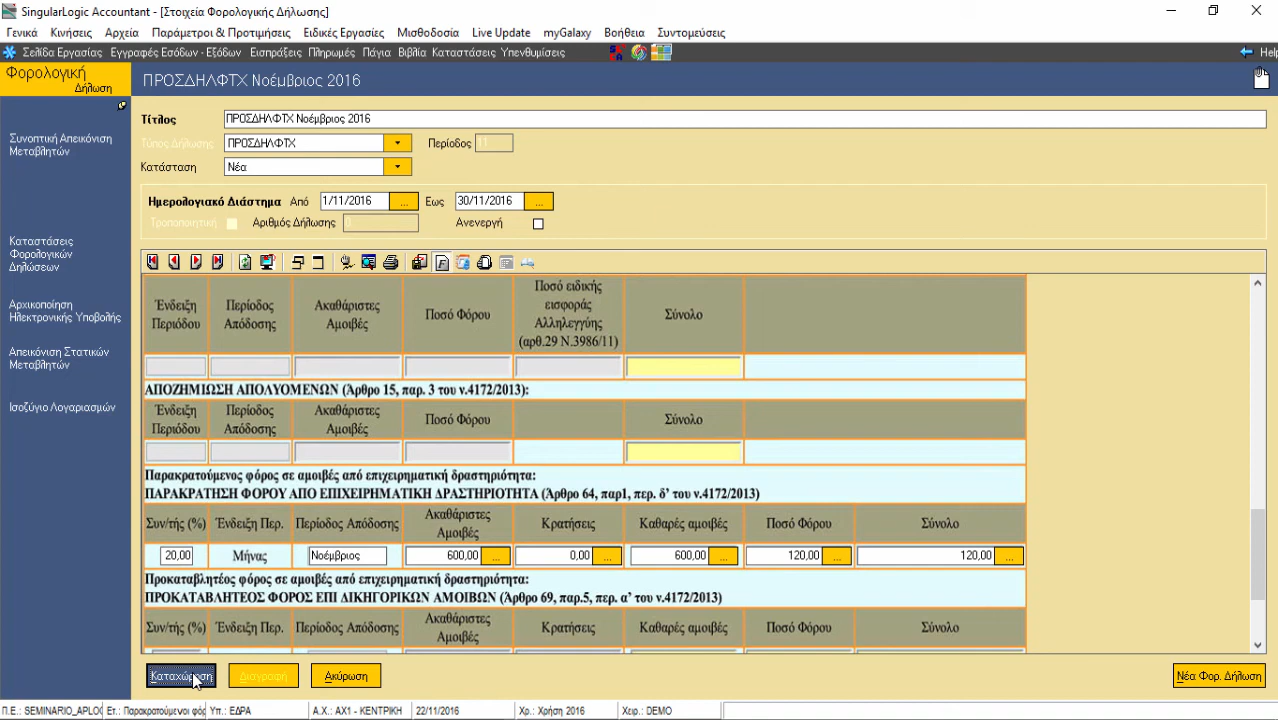 SingularLogic Accountant - [Στοιχεία Φορολογικής Δήλωσης]
Γενικά Κινήσεις Αρχεία Παράμετροι & Προτιμήσεις Ειδικές Εργασίες Μισθοδοσία Live Update myGalaxy Βοήθεια Συντομεύσεις
Σελίδα Εργασίας Εγγραφές Εσόδων - Εξόδων Εισπράξεις Πληρωμές Πάγια Βιβλία Καταστάσεις Υπενθυμίσεις Help
Φορολογική
Δήλωση
ΠΡΟΣΔΗΛΦΤΧ Νοέμβριος 2016
Τίτλος ΠΡΟΣΔΗΛΦΤΧ Νοέμβριος 2016
Τύπος Δήλωσης ΠΡΟΣΔΗΛΦΤΧ Περίοδος 11
Κατάσταση Νέα
Ημερολογιακό Διάστημα Από 1/11/2016 ... Εως 30/11/2016 ...
Τροποποιητική Αριθμός Δήλωσης 0 Ανενεργή
Συνοπτική Απεικόνιση
Μεταβλητών
Καταστάσεις
Φορολογικών
Δηλώσεων
Αρχικοποίηση
Ηλεκτρονικής Υποβολής
Απεικόνιση Στατικών
Μεταβλητών
Ισοζύγιο Λογαριασμών
Ένδειξη
Περιόδου
Περίοδος
Απόδοσης
Ακαθάριστες
Αμοιβές
Ποσό Φόρου
Ποσό ειδικής
εισφοράς
Αλληλεγγύης
(αρθ.29 Ν.3986/11)
Σύνολο
ΑΠΟΖΗΜΙΩΣΗ ΑΠΟΛΥΟΜΕΝΩΝ (Άρθρο 15, παρ. 3 του ν.4172/2013):
Ένδειξη
Περιόδου
Περίοδος
Απόδοσης
Ακαθάριστες
Αμοιβές
Ποσό Φόρου
Σύνολο
Παρακρατούμενος φόρος σε αμοιβές από επιχειρηματική δραστηριότητα:
ΠΑΡΑΚΡΑΤΗΣΗ ΦΟΡΟΥ ΑΠΟ ΕΠΙΧΕΙΡΗΜΑΤΙΚΗ ΔΡΑΣΤΗΡΙΟΤΗΤΑ (Άρθρο 64, παρ1, περ. δ’ του ν.4172/2013)
Συν/τής (%) Ένδειξη Περ. Περίοδος Απόδοσης
Ακαθάριστες
Αμοιβές
Κρατήσεις Καθαρές αμοιβές Ποσό Φόρου Σύνολο
20,00 Μήνας Νοέμβριος 600,00 ... 0,00 ... 600,00 ... 120,00 ... 120,00 ...
Προκαταβλητέος φόρος σε αμοιβές από επιχειρηματική δραστηριότητα:
ΠΡΟΚΑΤΑΒΛΗΤΕΟΣ ΦΟΡΟΣ ΕΠΙ ΔΙΚΗΓΟΡΙΚΩΝ ΑΜΟΙΒΩΝ (Άρθρο 69, παρ.5, περ. α’ του ν.4172/2013)
Συν/τής (%) Ένδειξη Περ. Περίοδος Απόδοσης
Ακαθάριστες
Αμοιβές
Κρατήσεις Καθαρές αμοιβές Ποσό Φόρου Σύνολο
Καταχώρηση Διαγραφή Ακύρωση Νέα Φορ. Δήλωση
Π.Ε.: SEMINARIO_APLOG Ετ.: Παρακρατούμενοι φόρ Υπ.: ΕΔΡΑ Α.Χ.: ΑΧ1 - ΚΕΝΤΡΙΚΗ 22/11/2016 Χρ.: Χρήση 2016 Χειρ.: DEMO